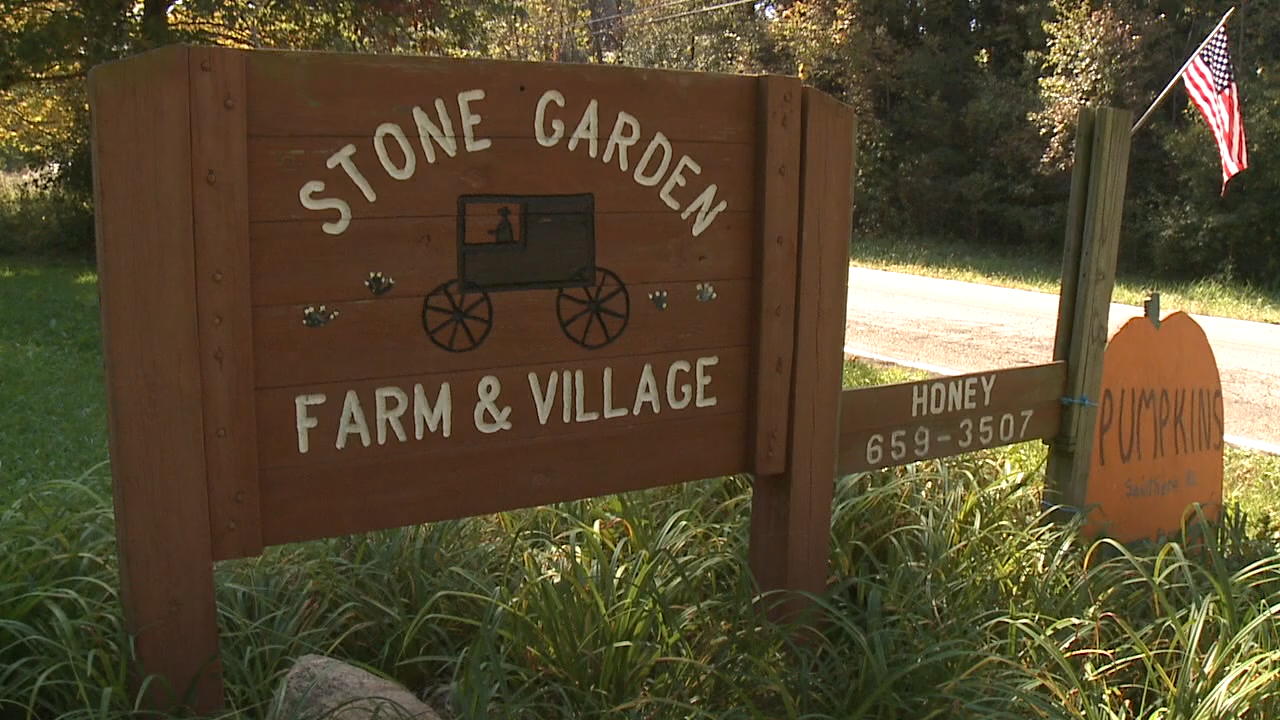 STONE GARDEN
FARM & VILLAGE
HONEY
659-3507
PUMPKINS